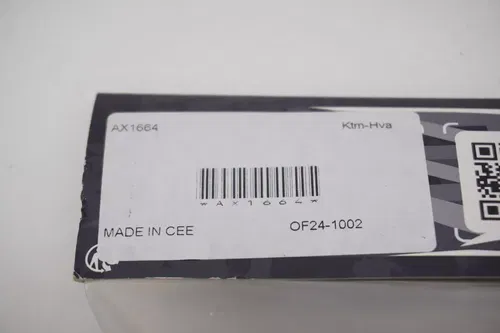 AX1664 Ktm-Hva
*AX1664*
MADE IN CEE OF24-1002